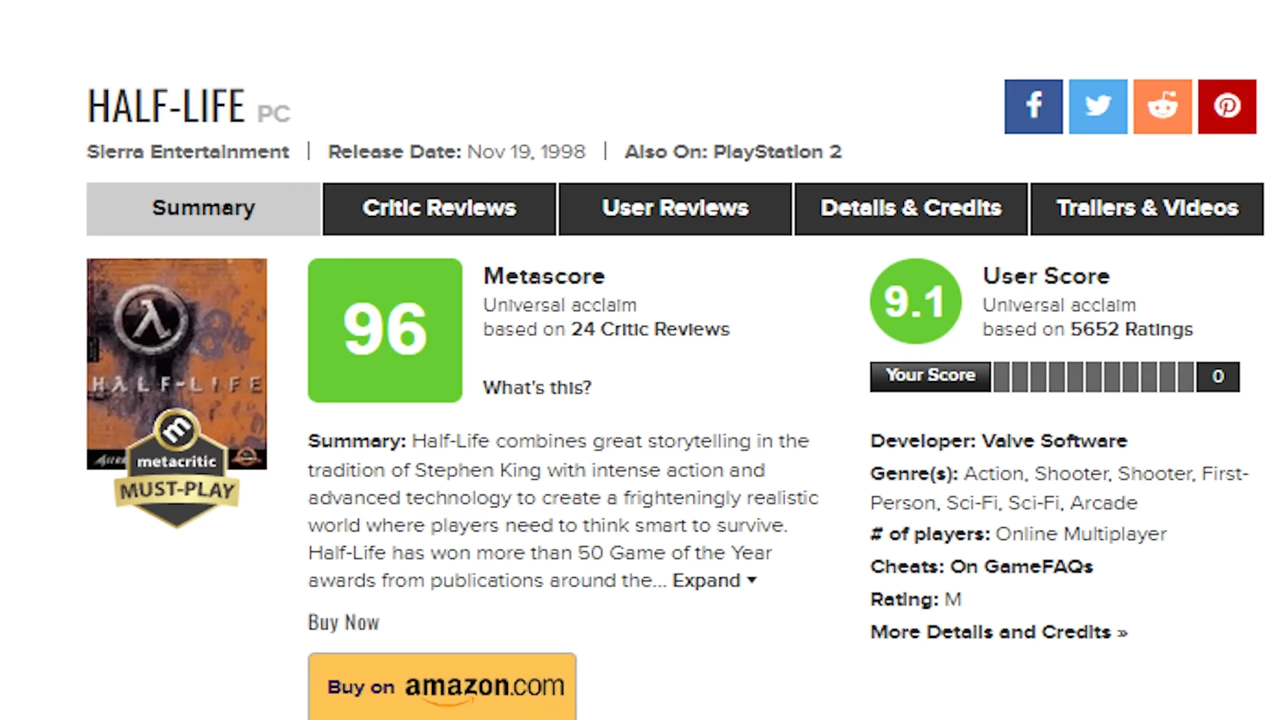 HALF-LIFE PC
Sierra Entertainment | Release Date: Nov 19, 1998 | Also On: PlayStation 2
Summary Critic Reviews User Reviews Details & Credits Trailers & Videos
HALF-LIFE
metacritic
MUST-PLAY
96
Metascore
Universal acclaim
based on 24 Critic Reviews
What's this?
9.1
User Score
Universal acclaim
based on 5652 Ratings
Your Score 0
Summary: Half-Life combines great storytelling in the
tradition of Stephen King with intense action and
advanced technology to create a frighteningly realistic
world where players need to think smart to survive.
Half-Life has won more than 50 Game of the Year
awards from publications around the... Expand
Buy Now
Buy on amazon.com
Developer: Valve Software
Genre(s): Action, Shooter, Shooter, First-
Person, Sci-Fi, Sci-Fi, Arcade
# of players: Online Multiplayer
Cheats: On GameFAQs
Rating: M
More Details and Credits »